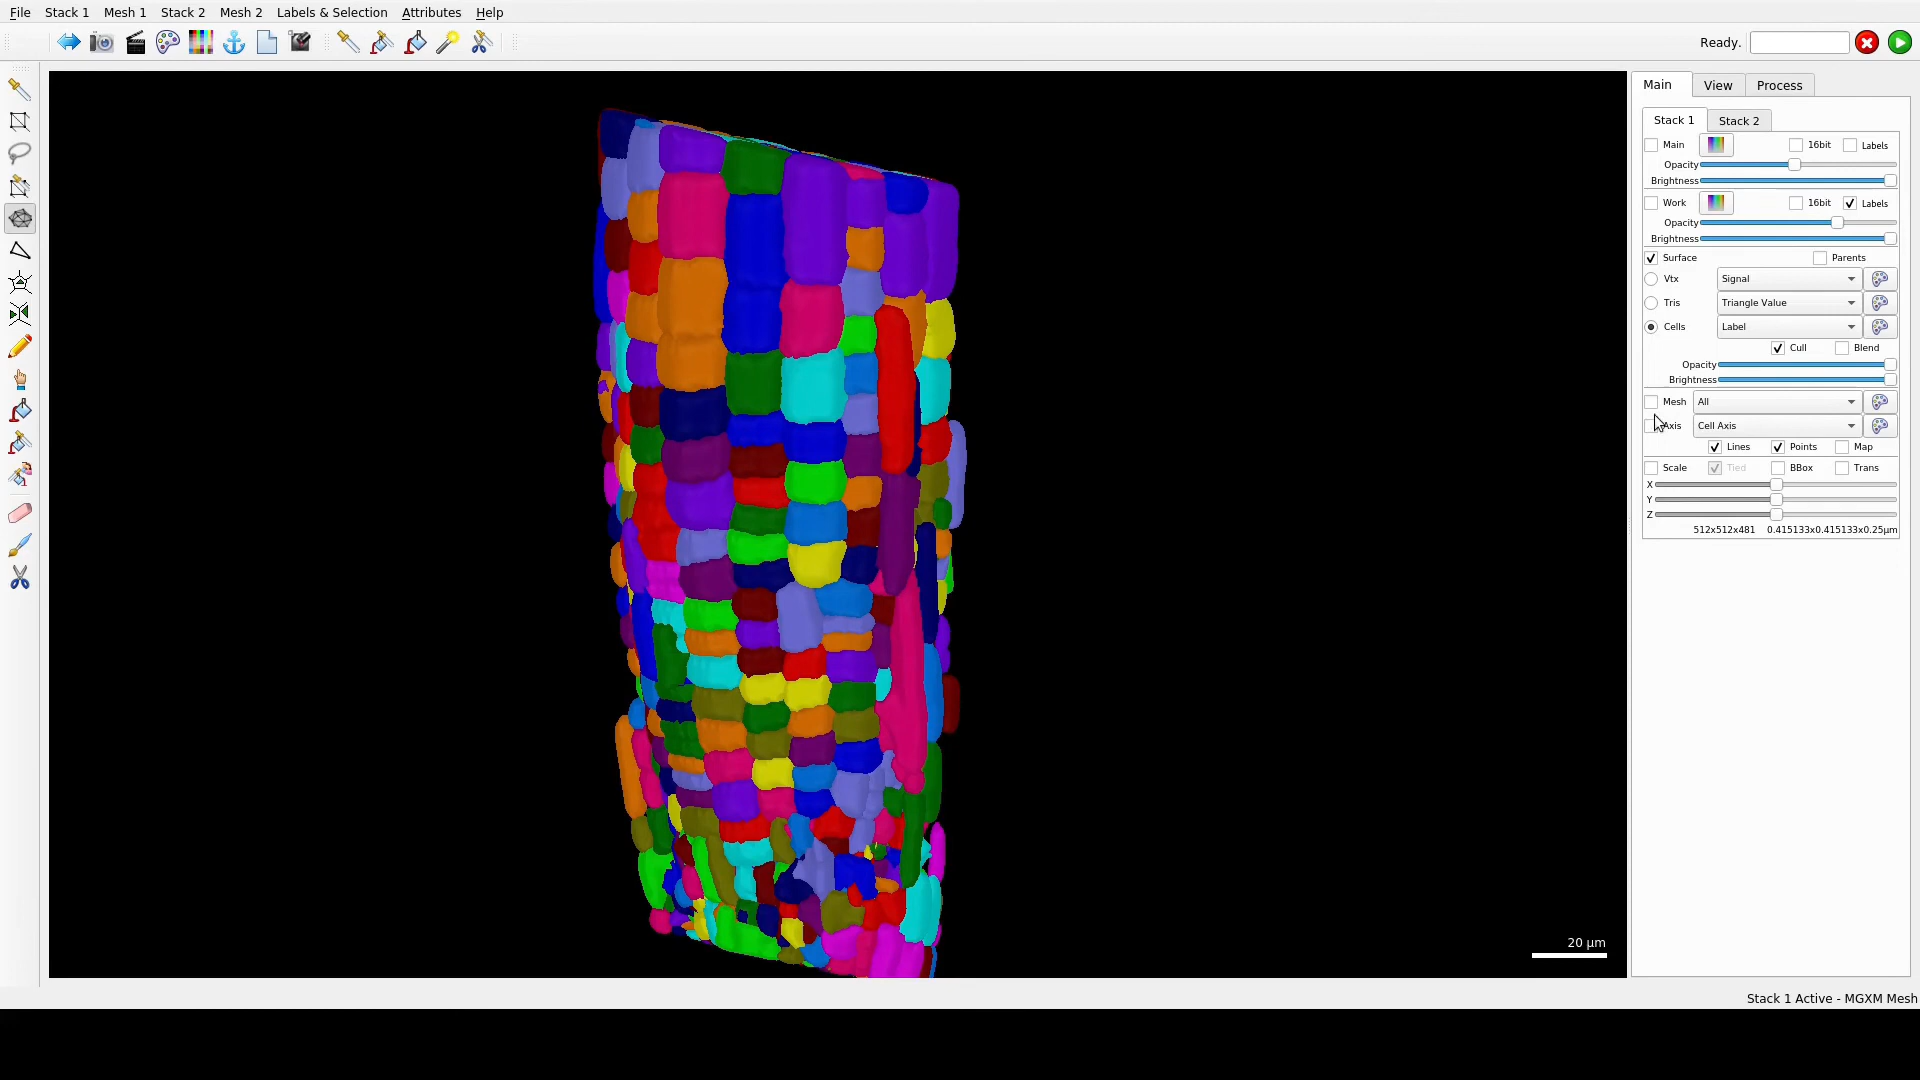 File Stack 1 Mesh 1 Stack 2 Mesh 2 Labels & Selection Attributes Help
Ready.
Main View Process
Stack 1 Stack 2
Main 16bit Labels
Opacity
Brightness
Work 16bit Labels
Opacity
Brightness
Surface Parents
Vtx Signal
Tris Triangle Value
Cells Label
Cull Blend
Opacity
Brightness
Mesh All
Axis Cell Axis
Lines Points Map
Scale Tied BBox Trans
X
Y
Z
512x512x481 0.415133x0.415133x0.25µm
20 µm
Stack 1 Active - MGXM Mesh